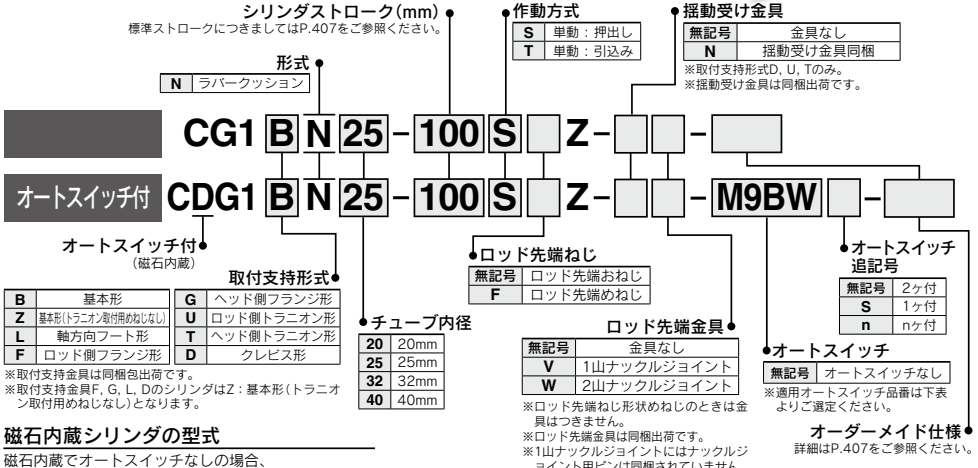 シリンダストローク(mm)
標準ストロークにつきましてはP.407をご参照ください。
形式
N ラバークッション
作動方式
S 単動：押出し
T 単動：引込み
揺動受け金具
無記号 金具なし
N 揺動受け金具同梱
※取付支持形式D, U, Tのみ。
※揺動受け金具は同梱出荷です。
CG1 B N 25 - 100 S Z - -
オートスイッチ付 CDG1 B N 25 - 100 S Z - - M9BW -
オートスイッチ付
(磁石内蔵)
取付支持形式
B 基本形 G ヘッド側フランジ形
Z 基本形(トラニオン取付用めねじなし) U ロッド側トラニオン形
L 軸方向フート形 T ヘッド側トラニオン形
F ロッド側フランジ形 D クレビス形
※取付支持金具は同梱包出荷です。
※取付支持金具F, G, L, DのシリンダはZ：基本形(トラニオ
ン取付用めねじなし)となります。
チューブ内径
20 20mm
25 25mm
32 32mm
40 40mm
ロッド先端ねじ
無記号 ロッド先端おねじ
F ロッド先端めねじ
ロッド先端金具
無記号 金具なし
V 1山ナックルジョイント
W 2山ナックルジョイント
※ロッド先端ねじ形状めねじのときは金
具はつきません。
※ロッド先端金具は同梱出荷です。
※1山ナックルジョイントにはナックルジ
ョイント用ピンは同梱されていません
オートスイッチ
追記号
無記号 2ヶ付
S 1ヶ付
n nヶ付
オートスイッチ
無記号 オートスイッチなし
※適用オートスイッチ品番は下表
よりご選定ください。
オーダーメイド仕様
詳細はP.407をご参照ください。
磁石内蔵シリンダの型式
磁石内蔵でオートスイッチなしの場合、